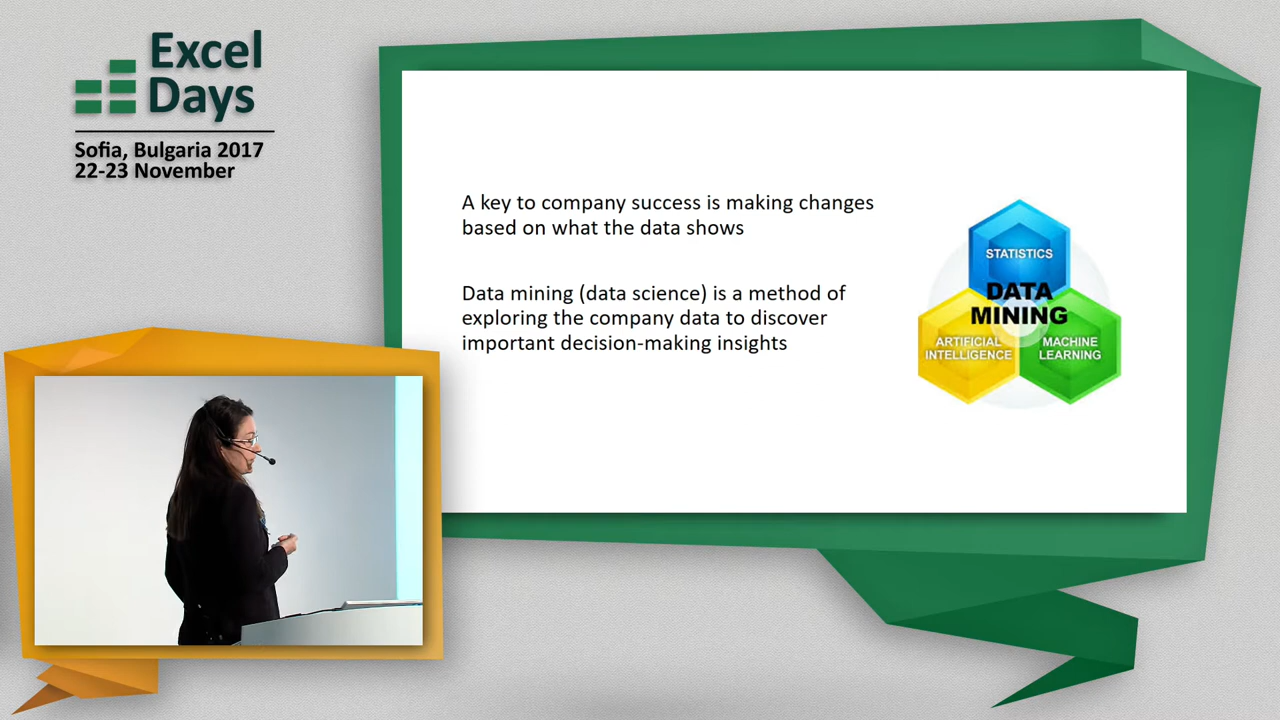 Excel
Days
Sofia, Bulgaria 2017
22-23 November
A key to company success is making changes
based on what the data shows
Data mining (data science) is a method of
exploring the company data to discover
important decision-making insights
STATISTICS
DATA
MINING
ARTIFICIAL
INTELLIGENCE
MACHINE
LEARNING